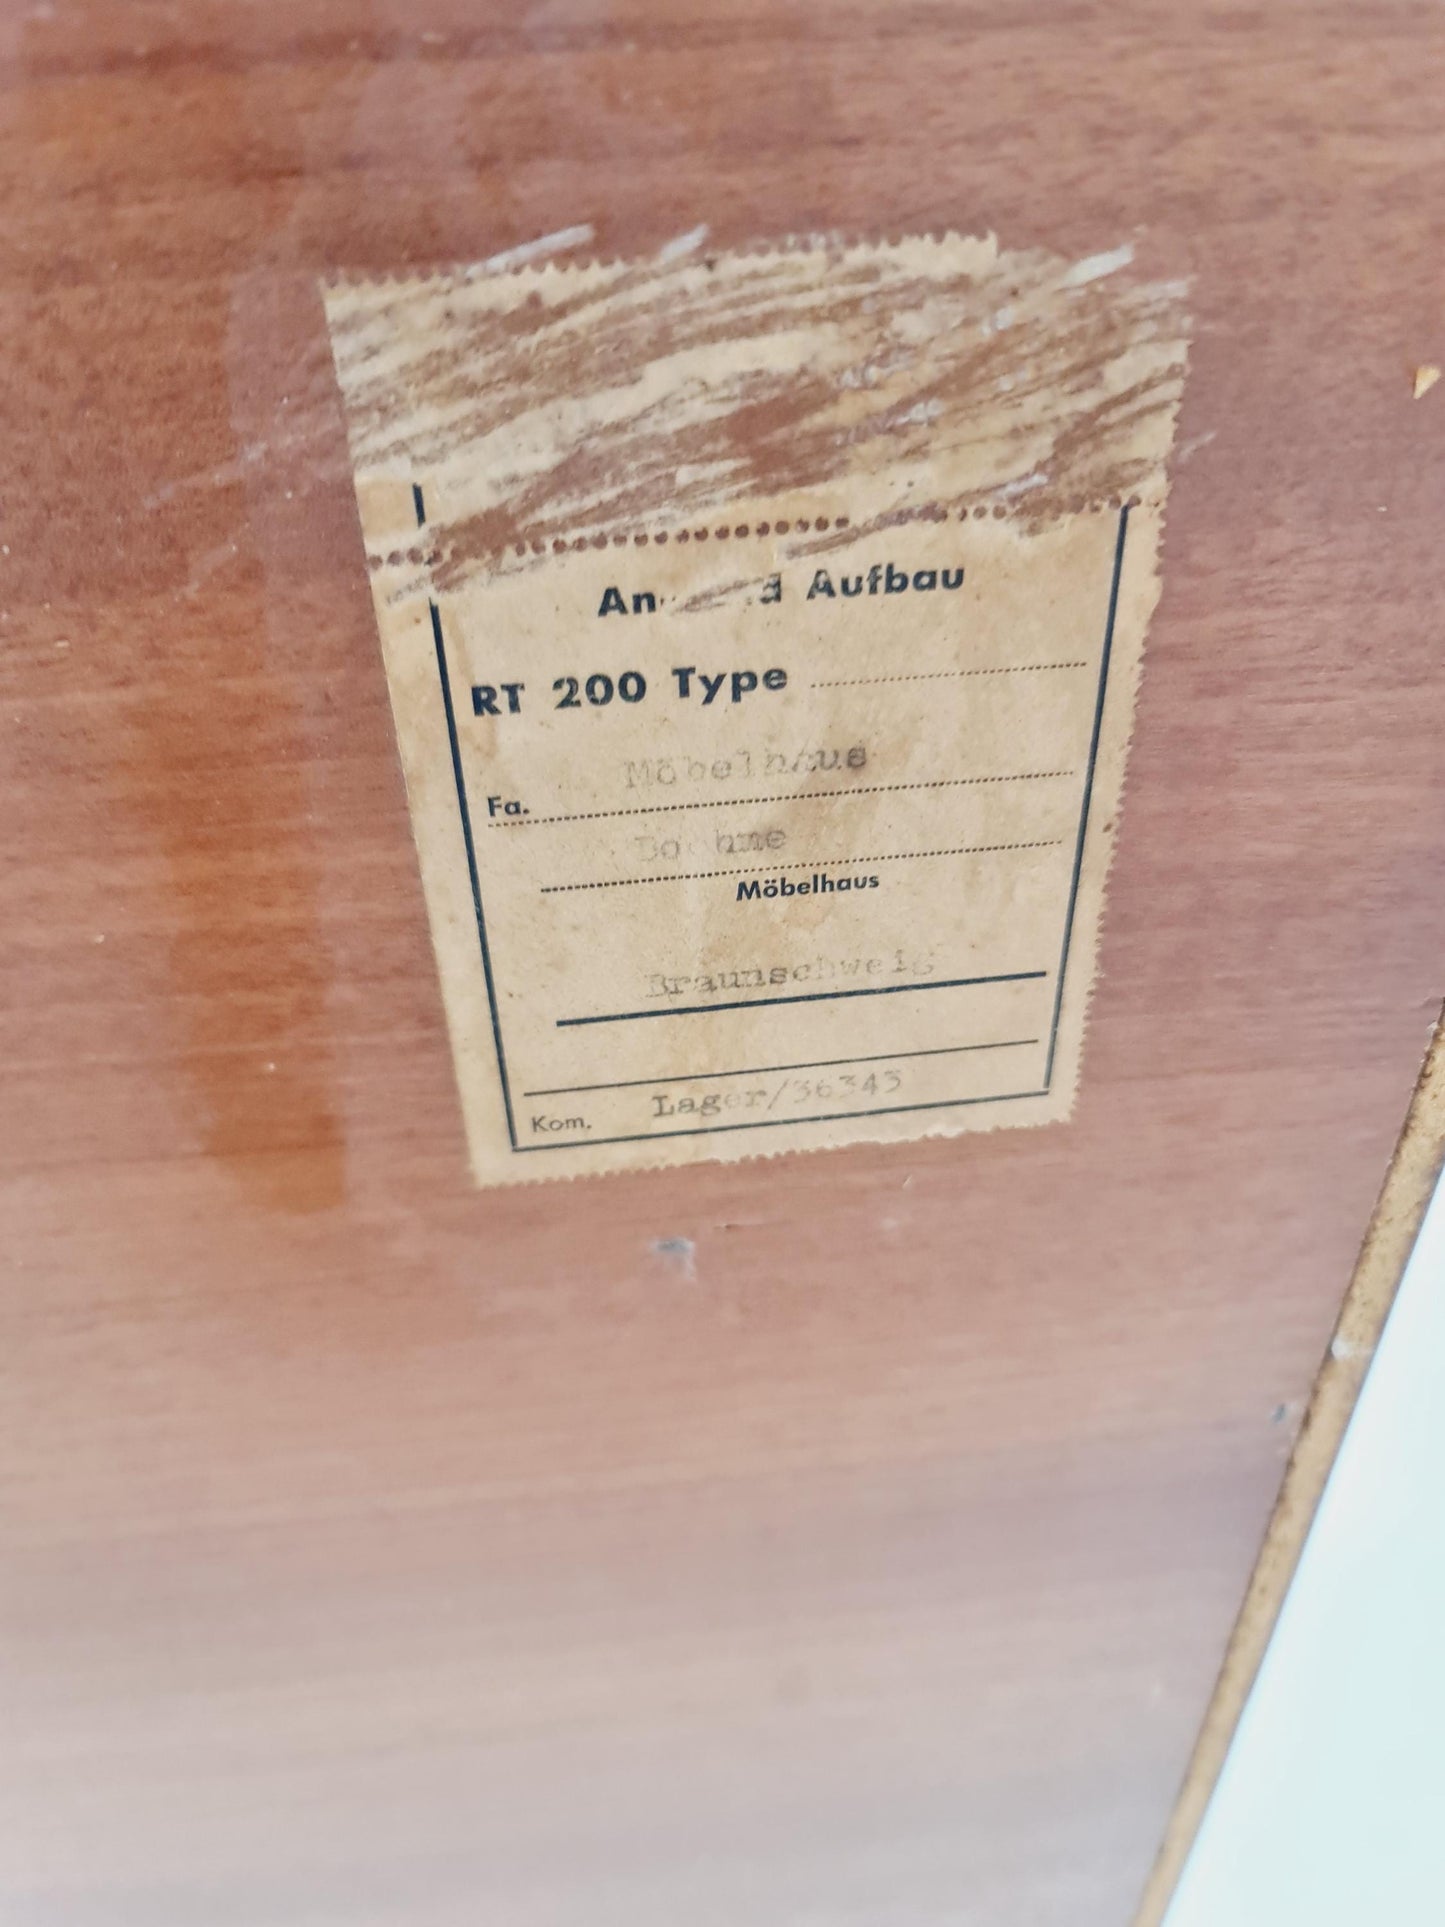 Aufbau
RT 200 Type
Möbelhaus
Fa.
Möbelhaus
Braunschweig
Kom. Lager/36343